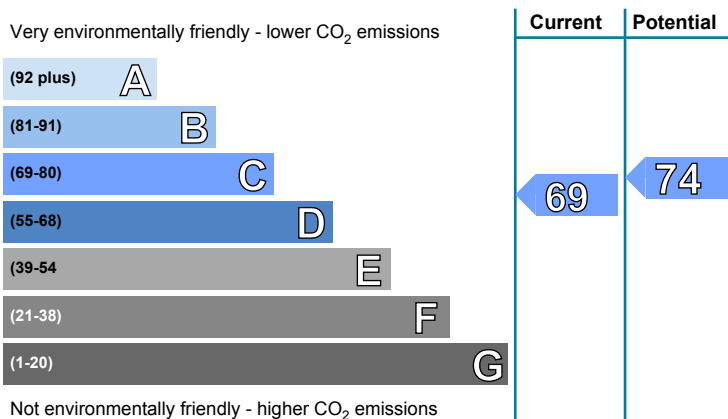 Very environmentally friendly - lower CO2 emissions
Current
Potential
(92 plus) A
(81-91) B
(69-80) C
(55-68) D
(39-54 E
(21-38) F
(1-20) G
69
74
Not environmentally friendly - higher CO2 emissions